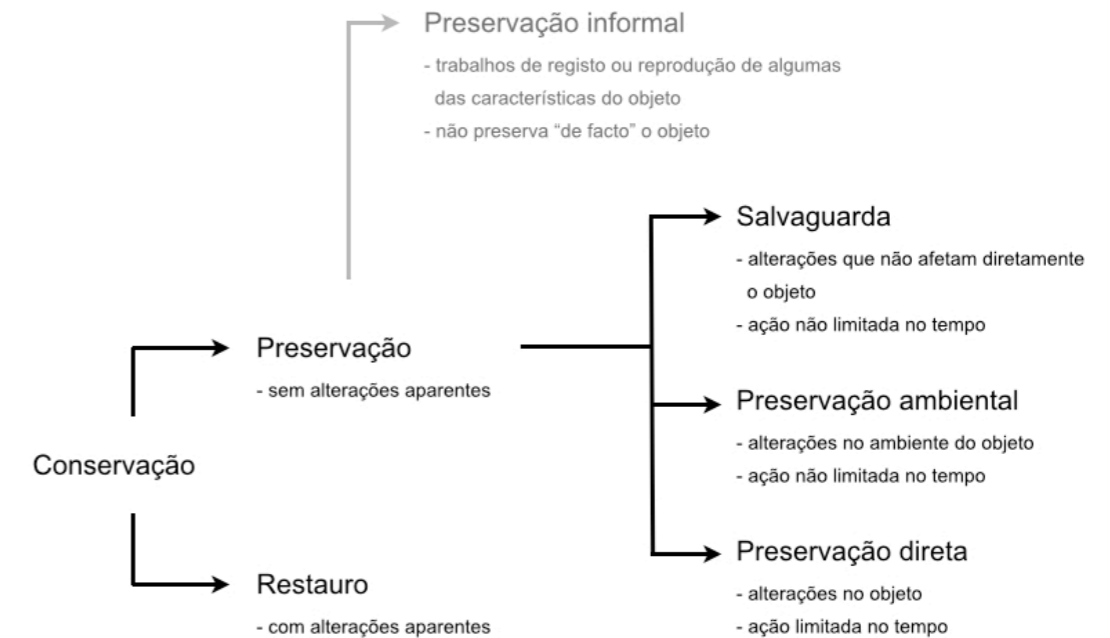 Preservação informal
- trabalhos de registo ou reprodução de algumas
das características do objeto
- não preserva “de facto” o objeto
Salvaguarda
- alterações que não afetam diretamente
o objeto
- ação não limitada no tempo
Preservação
- sem alterações aparentes
Preservação ambiental
- alterações no ambiente do objeto
- ação não limitada no tempo
Conservação
Preservação direta
- alterações no objeto
- ação limitada no tempo
Restauro
- com alterações aparentes